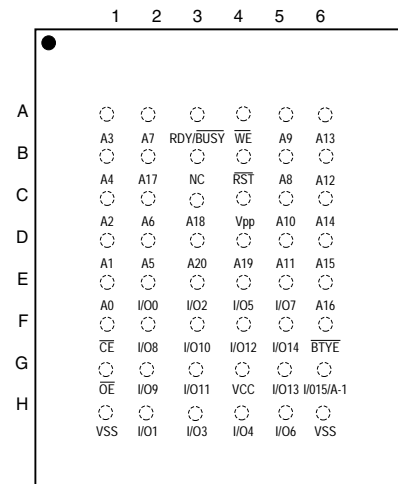 1 2 3 4 5 6
A
A3 A7 RDY/BUSY WE A9 A13
B
A4 A17 NC RST A8 A12
C
A2 A6 A18 Vpp A10 A14
D
A1 A5 A20 A19 A11 A15
E
A0 I/O0 I/O2 I/O5 I/O7 A16
F
CE I/O8 I/O10 I/O12 I/O14 BTYE
G
OE I/O9 I/O11 VCC I/O13 I/015/A-1
H
VSS I/O1 I/O3 I/O4 I/O6 VSS